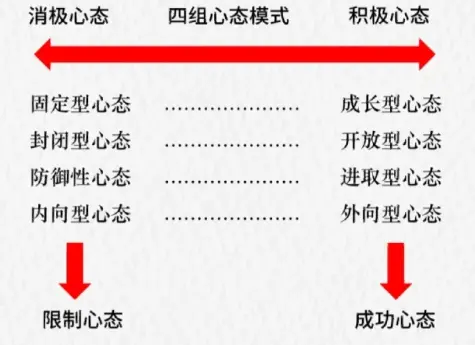 消极心态 四组心态模式 积极心态
固定型心态 ………………… 成长型心态
封闭型心态 ………………… 开放型心态
防御性心态 ………………… 进取型心态
内向型心态 ………………… 外向型心态
限制心态 成功心态